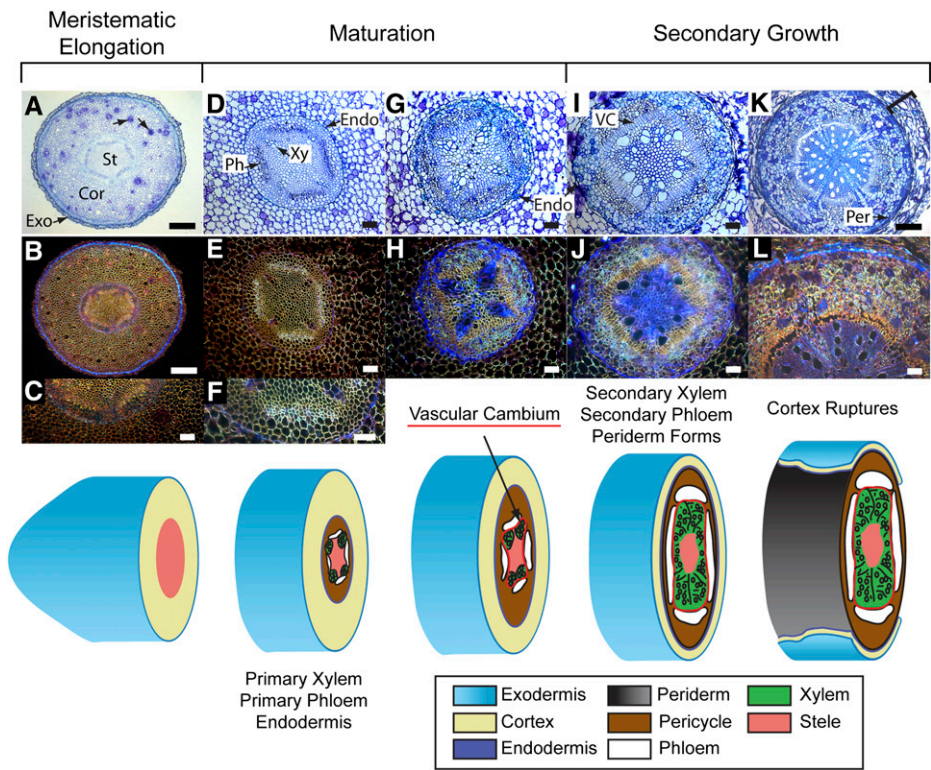 Meristematic
Elongation
Maturation
Secondary Growth
A
St
Cor
Exo
D
Endo
Ph
Xy
G
Endo
I
VC
K
Per
B
E
H
J
L
C
F
Vascular Cambium
Secondary Xylem
Secondary Phloem
Periderm Forms
Cortex Ruptures
Primary Xylem
Primary Phloem
Endodermis
Exodermis
Periderm
Xylem
Cortex
Pericycle
Stele
Endodermis
Phloem